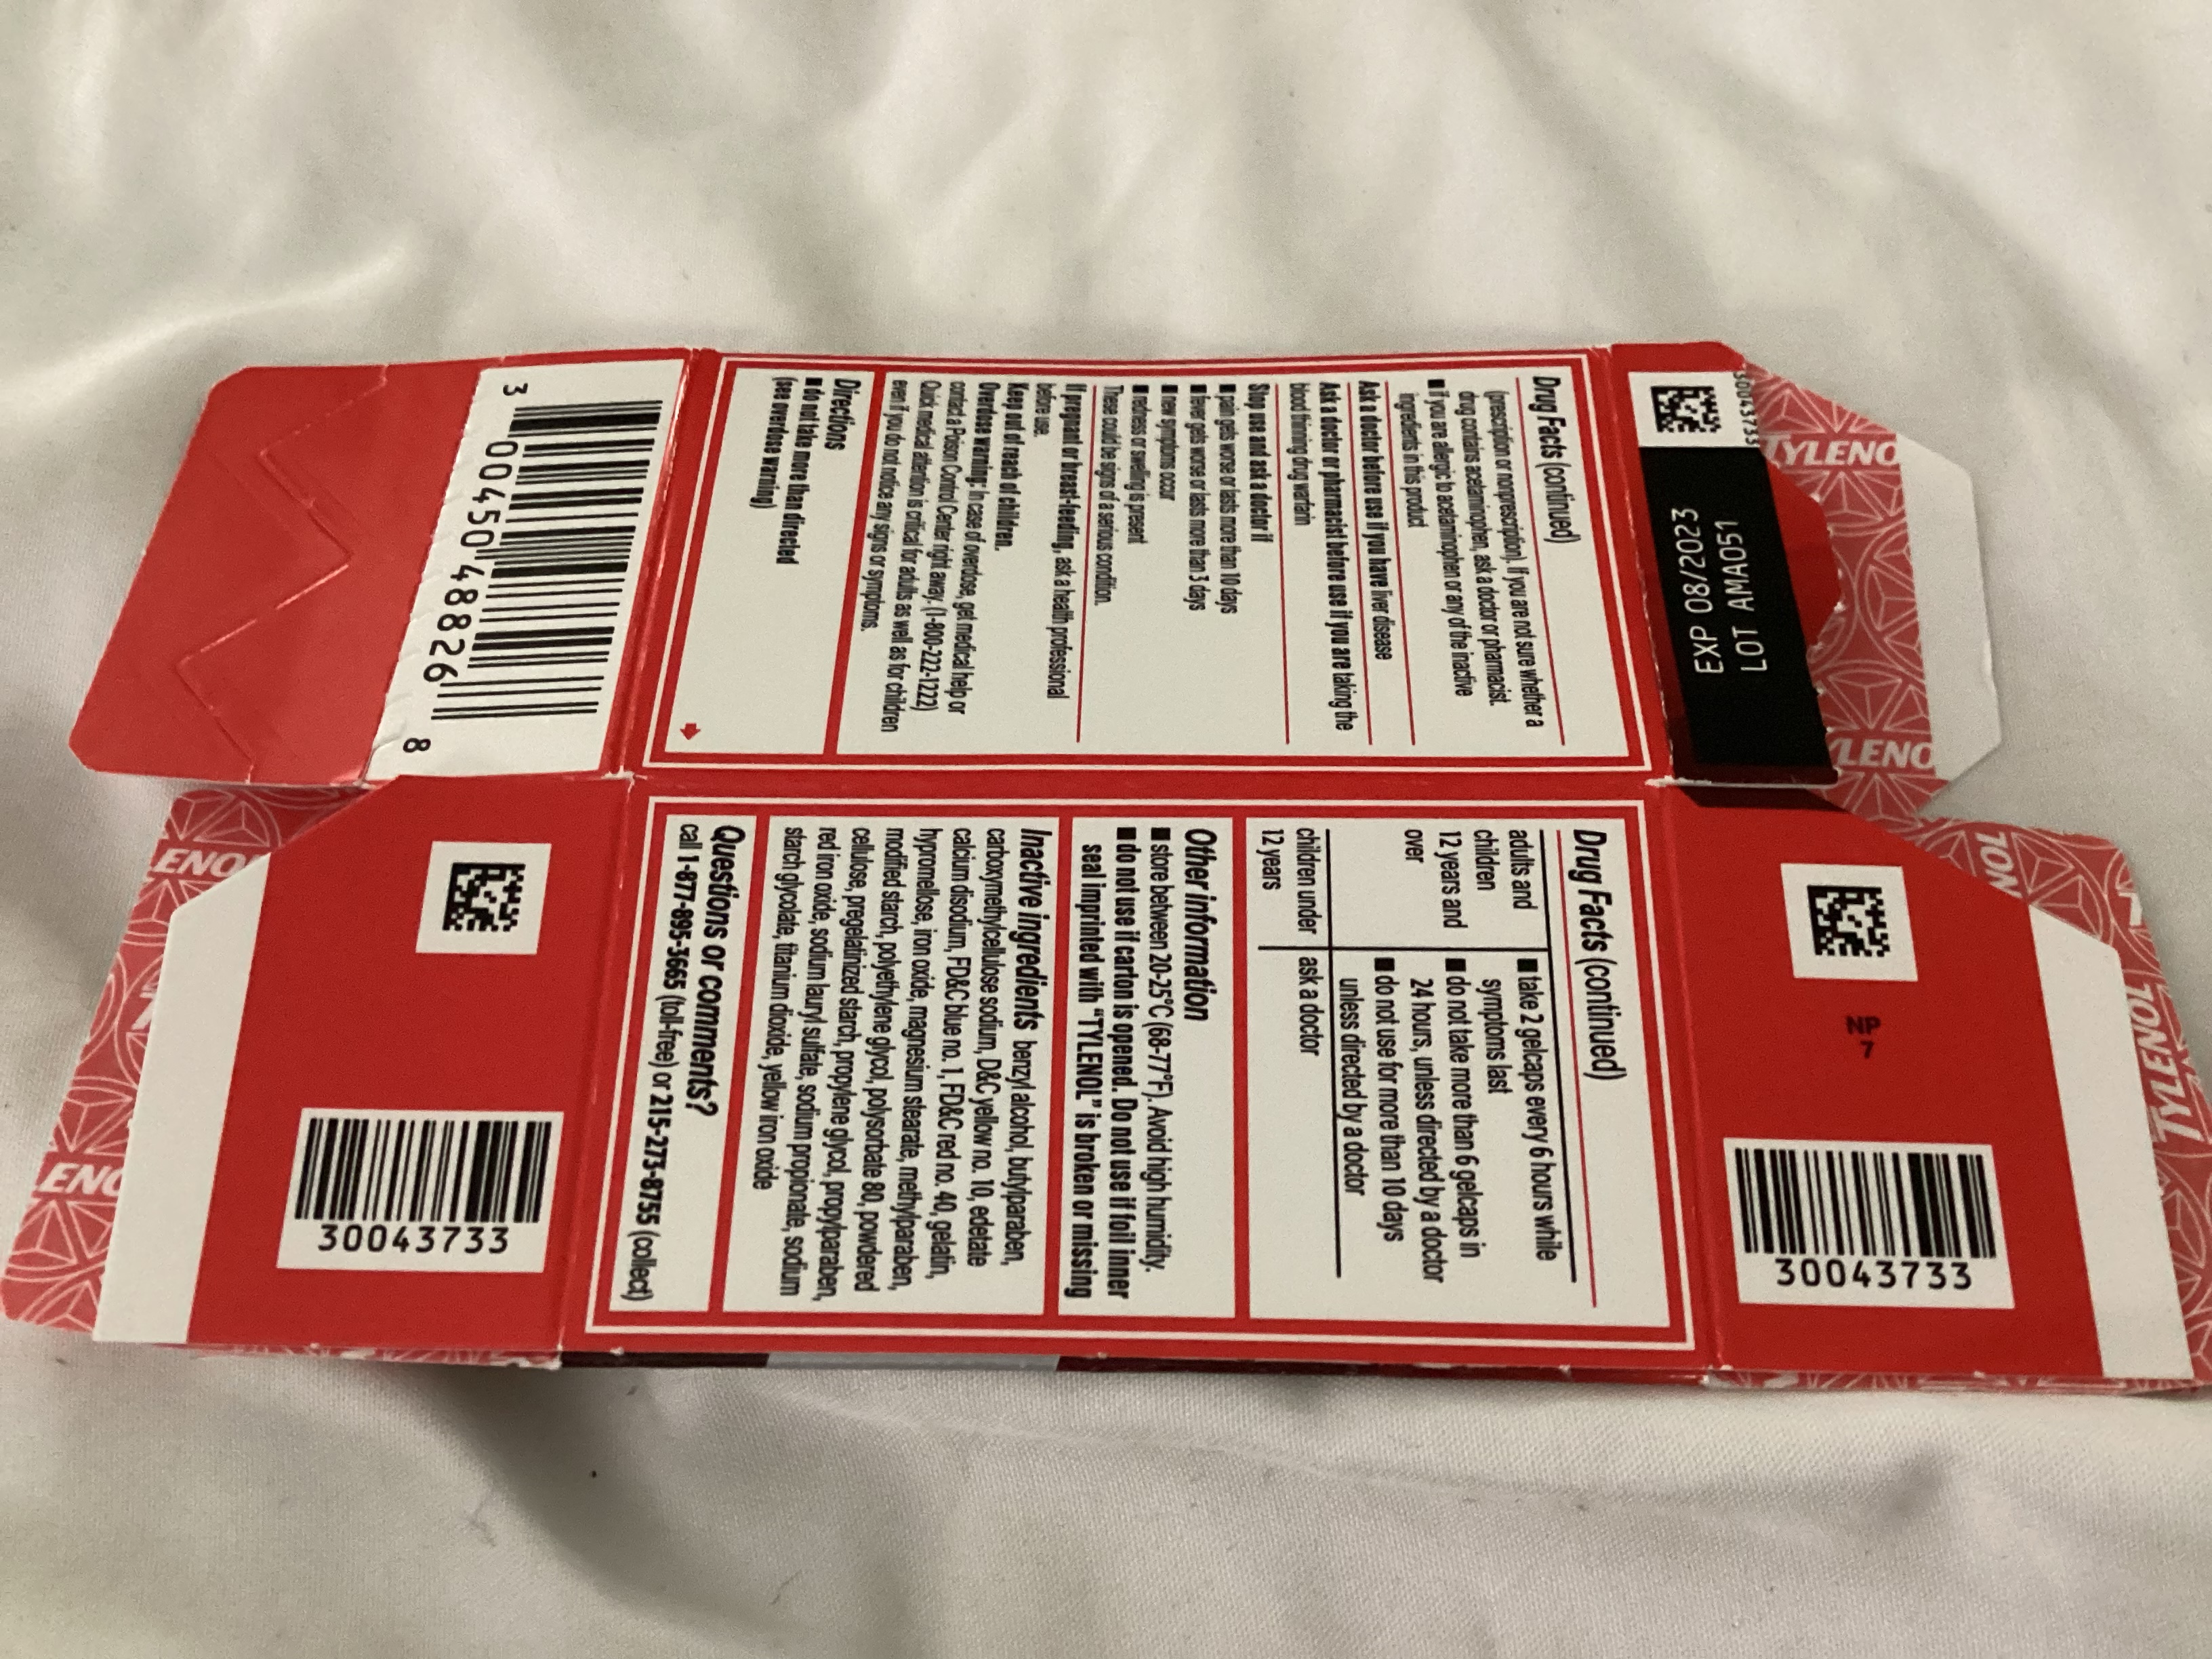 30043733
TYLENO
YLENO
EXP 08/2023
LOT AMA051
Drug Facts (continued)
(prescription or nonprescription). If you are not sure whether a
drug contains acetaminophen, ask a doctor or pharmacist.
■ if you are allergic to acetaminophen or any of the inactive
ingredients in this product
Ask a doctor before use if you have liver disease
Ask a doctor or pharmacist before use if you are taking the
blood thinning drug warfarin
Stop use and ask a doctor if
■ pain gets worse or lasts more than 10 days
■ fever gets worse or lasts more than 3 days
■ new symptoms occur
■ redness or swelling is present
These could be signs of a serious condition.
If pregnant or breast-feeding, ask a health professional
before use.
Keep out of reach of children.
Overdose warning: In case of overdose, get medical help or
contact a Poison Control Center right away. (1-800-222-1222)
Quick medical attention is critical for adults as well as for children
even if you do not notice any signs or symptoms.
Directions
■ do not take more than directed
(see overdose warning)
3 00450 48826 8
NOL
TYLENOL
T
NP
7
30043733
Drug Facts (continued)
adults and
children
12 years and
over
■ take 2 gelcaps every 6 hours while
symptoms last
■ do not take more than 6 gelcaps in
24 hours, unless directed by a doctor
■ do not use for more than 10 days
unless directed by a doctor
children under
12 years
ask a doctor
Other information
■ store between 20-25°C (68-77°F). Avoid high humidity.
■ do not use if carton is opened. Do not use if foil inner
seal imprinted with “TYLENOL” is broken or missing
Inactive ingredients benzyl alcohol, butylparaben,
carboxymethylcellulose sodium, D&C yellow no. 10, edetate
calcium disodium, FD&C blue no. 1, FD&C red no. 40, gelatin,
hypromellose, iron oxide, magnesium stearate, methylparaben,
modified starch, polyethylene glycol, polysorbate 80, powdered
cellulose, pregelatinized starch, propylene glycol, propylparaben,
red iron oxide, sodium lauryl sulfate, sodium propionate, sodium
starch glycolate, titanium dioxide, yellow iron oxide
Questions or comments?
call 1-877-895-3665 (toll-free) or 215-273-8755 (collect)
ENOL
30043733
ENO